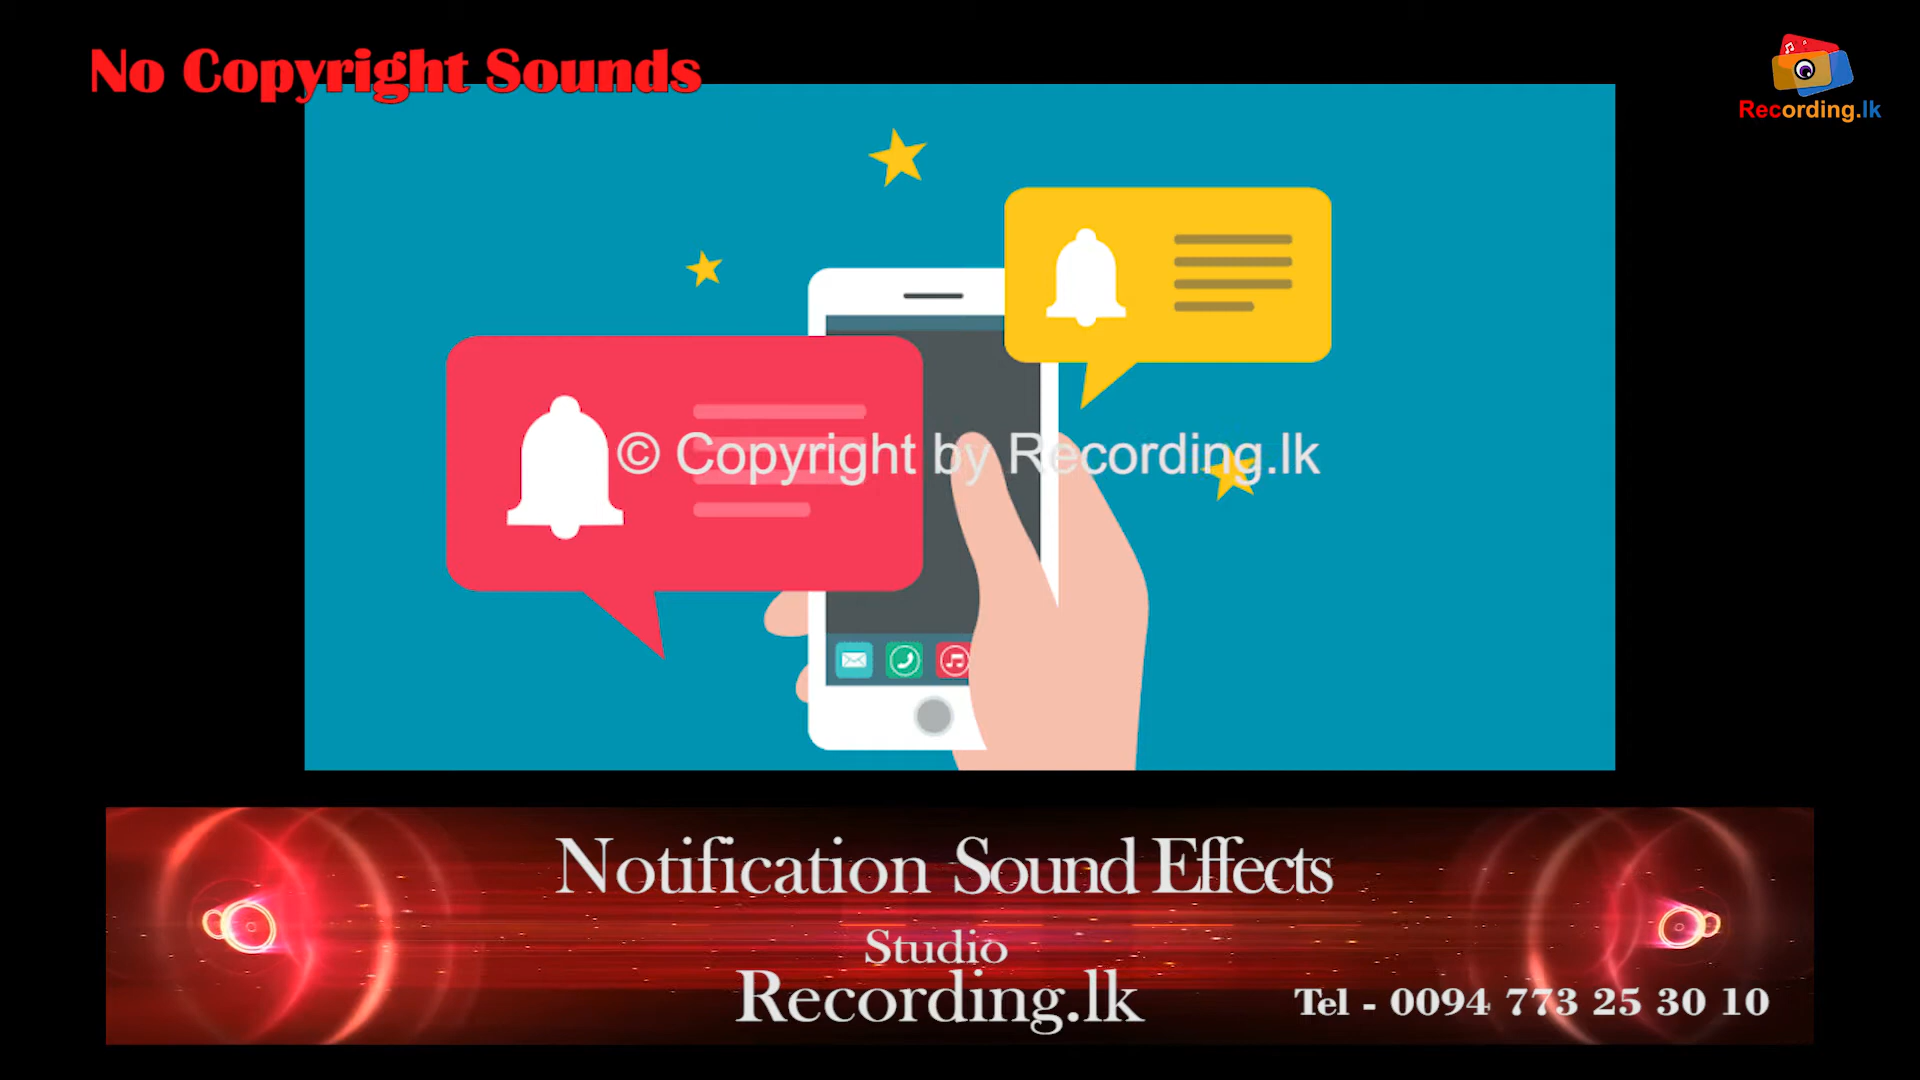 No Copyright Sounds
Recording.lk
© Copyright by Recording.lk
Notification Sound Effects
Studio
Recording.lk
Tel - 0094 773 25 30 10